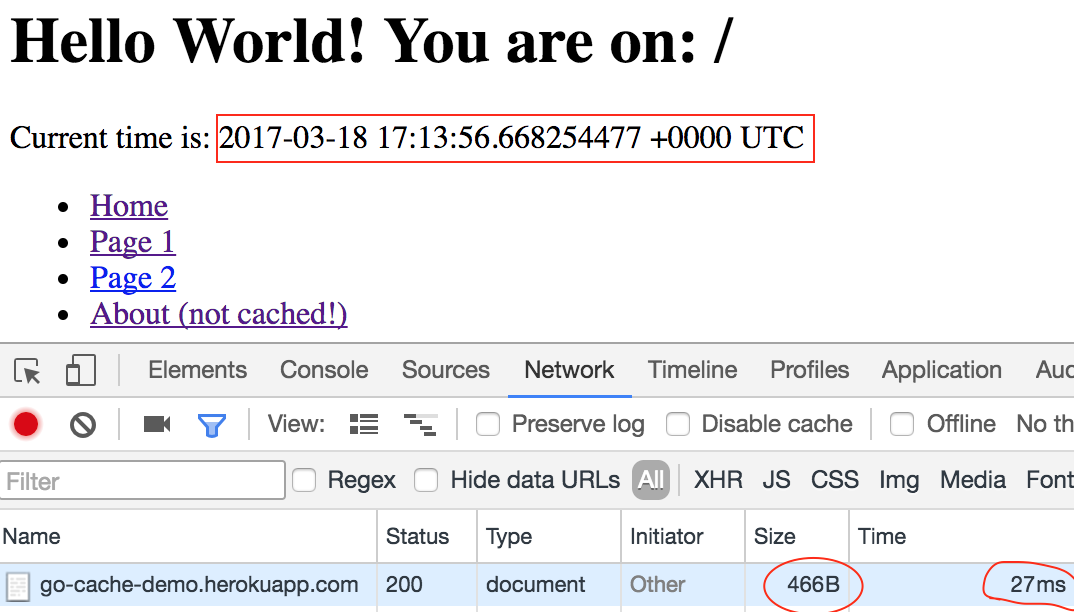 Hello World! You are on: /
Current time is: 2017-03-18 17:13:56.668254477 +0000 UTC
Home
Page 1
Page 2
About (not cached!)
Elements Console Sources Network Timeline Profiles Application Aud
View: Preserve log Disable cache Offline No th
Filter Regex Hide data URLs All XHR JS CSS Img Media Font
Name Status Type Initiator Size Time
go-cache-demo.herokuapp.com 200 document Other 466B 27ms